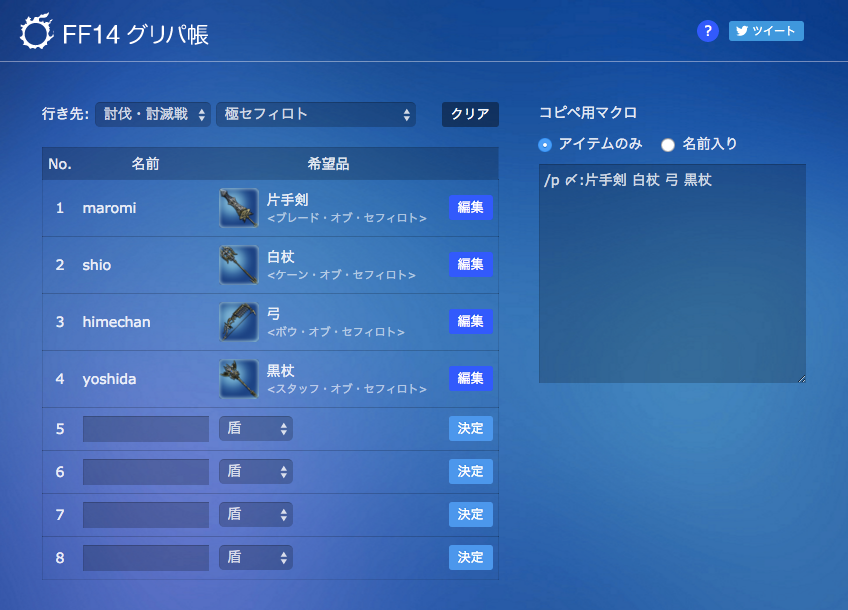 FF14 グリパ帳
?
ツイート
行き先: 討伐・討滅戦 極セフィロト クリア
No. 名前 希望品
1 maromi 片手剣 編集
<ブレード・オブ・セフィロト>
2 shio 白杖 編集
<ケーン・オブ・セフィロト>
3 himechan 弓 編集
<ボウ・オブ・セフィロト>
4 yoshida 黒杖 編集
<スタッフ・オブ・セフィロト>
5 盾 決定
6 盾 決定
7 盾 決定
8 盾 決定
コピペ用マクロ
アイテムのみ 名前入り
/p 〆:片手剣 白杖 弓 黒杖